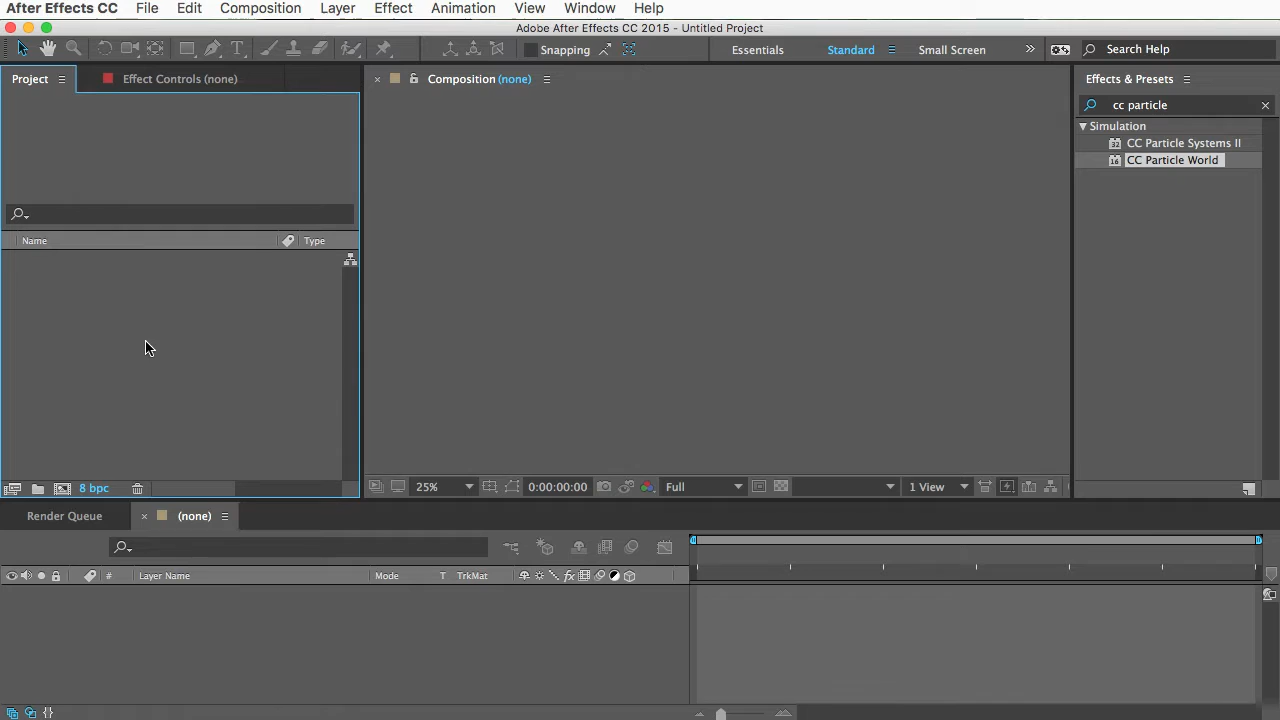 After Effects CC File Edit Composition Layer Effect Animation View Window Help
Adobe After Effects CC 2015 - Untitled Project
Snapping Essentials Standard Small Screen Search Help
Project Effect Controls (none) Composition (none) Effects & Presets
cc particle
Simulation
32 CC Particle Systems II
16 CC Particle World
Name Type
8 bpc 25% 0:00:00:00 Full 1 View
Render Queue (none)
# Layer Name Mode T TrkMat fx